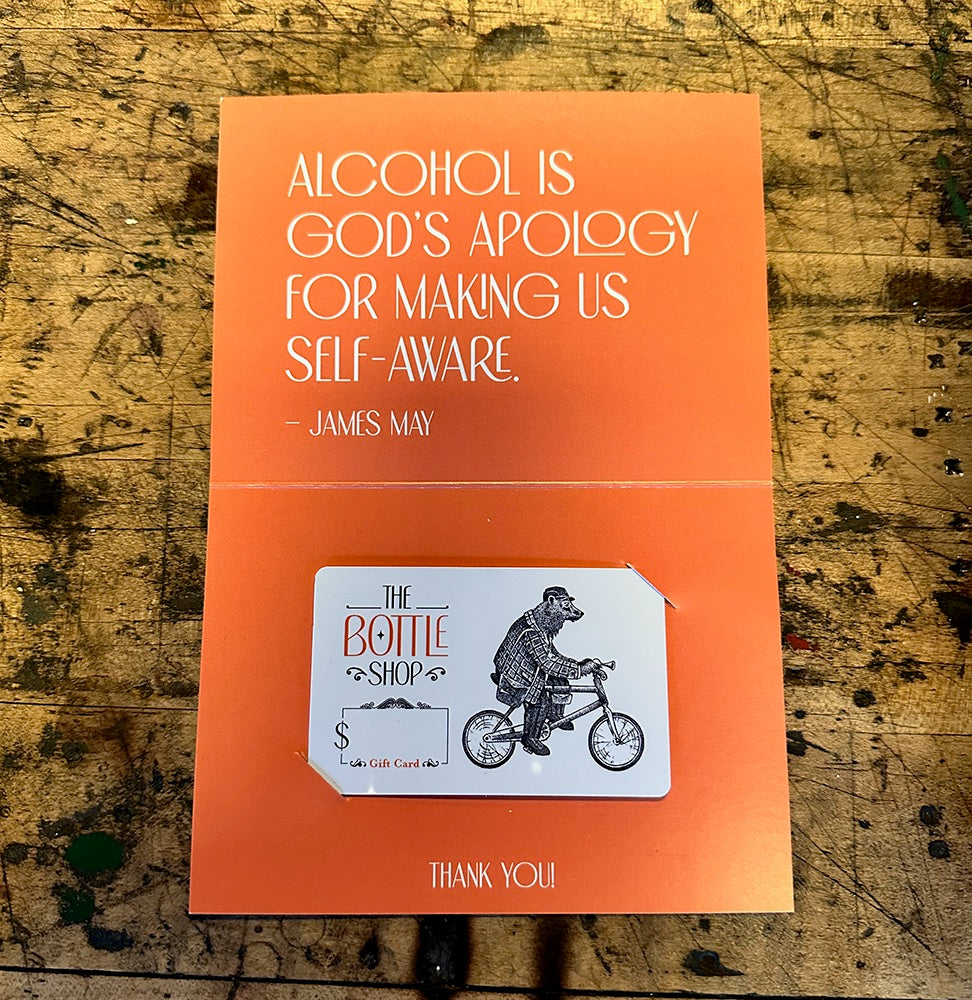 ALCOHOL IS
GOD'S APOLOGY
FOR MAKING US
SELF-AWARE.
– JAMES MAY
THE
BOTTLE
SHOP
$
Gift Card
THANK YOU!